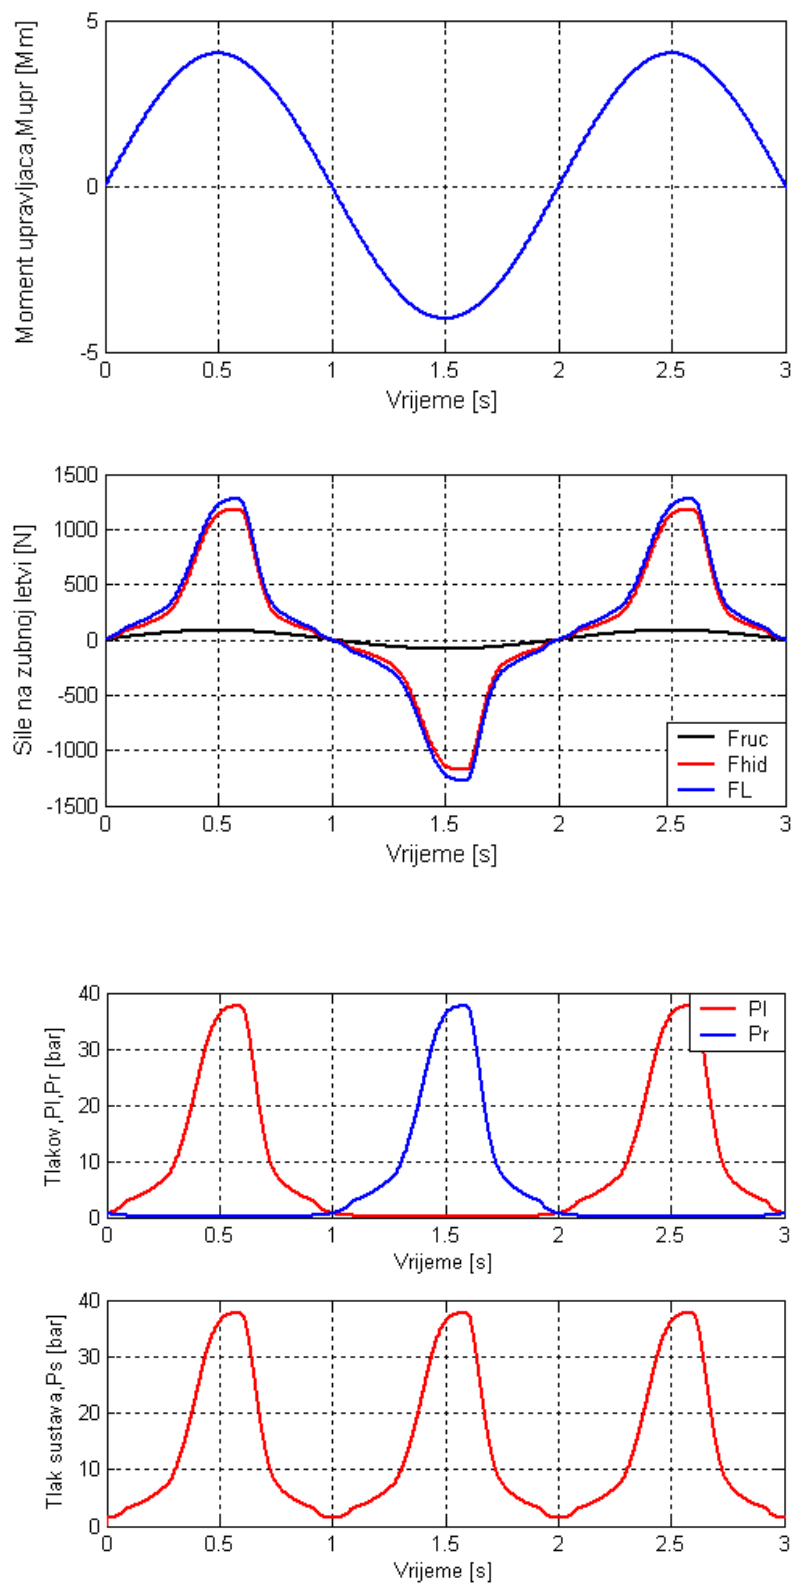 Moment upravljaca,Mupr [Mm]
5
0
-5
0 0.5 1 1.5 2 2.5 3
Vrijeme [s]
Sile na zubnoj letvi [N]
1500
1000
500
0
-500
-1000
-1500
Fruc
Fhid
FL
0 0.5 1 1.5 2 2.5 3
Vrijeme [s]
Tlakov,Pl,Pr [bar]
40
30
20
10
0
Pl
Pr
0 0.5 1 1.5 2 2.5 3
Vrijeme [s]
Tlak sustava,Ps [bar]
40
30
20
10
0
0 0.5 1 1.5 2 2.5 3
Vrijeme [s]